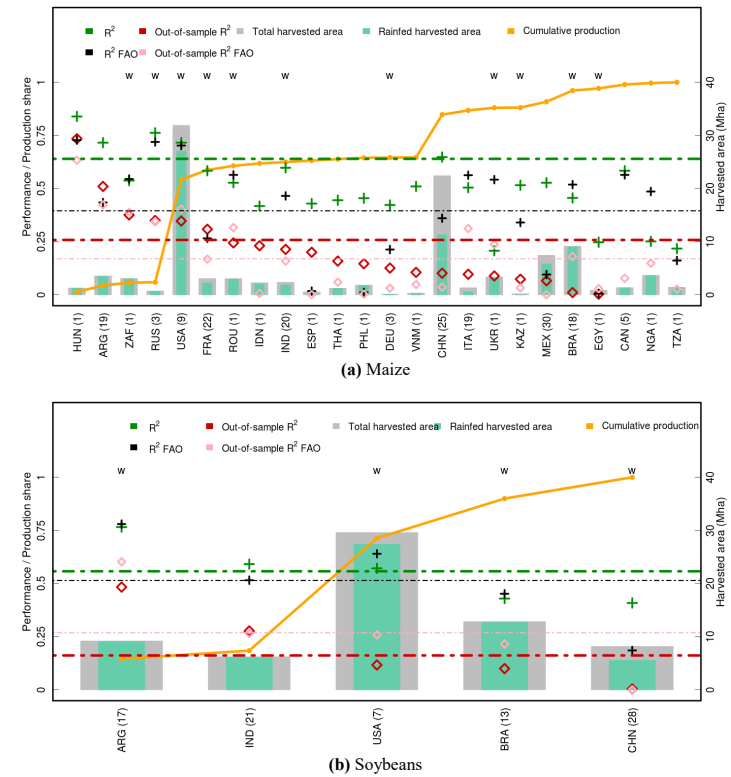 R² Out-of-sample R² Total harvested area Rainfed harvested area Cumulative production
R² FAO Out-of-sample R² FAO
w w w w w w w w w w w
1
0.75
0.5
0.25
0
Performance / Production share
40
30
20
10
0
Harvested area (Mha)
HUN (1) ARG (19) ZAF (1) RUS (3) USA (9) FRA (22) ROU (1) IDN (1) IND (20) ESP (1) THA (1) PHL (1) DEU (3) VNM (1) CHN (25) ITA (19) UKR (1) KAZ (1) MEX (30) BRA (18) EGY (1) CAN (5) NGA (1) TZA (1)
(a) Maize
R² Out-of-sample R² Total harvested area Rainfed harvested area Cumulative production
R² FAO Out-of-sample R² FAO
w w w w
1
0.75
0.5
0.25
0
Performance / Production share
40
30
20
10
0
Harvested area (Mha)
ARG (17) IND (21) USA (7) BRA (13) CHN (28)
(b) Soybeans